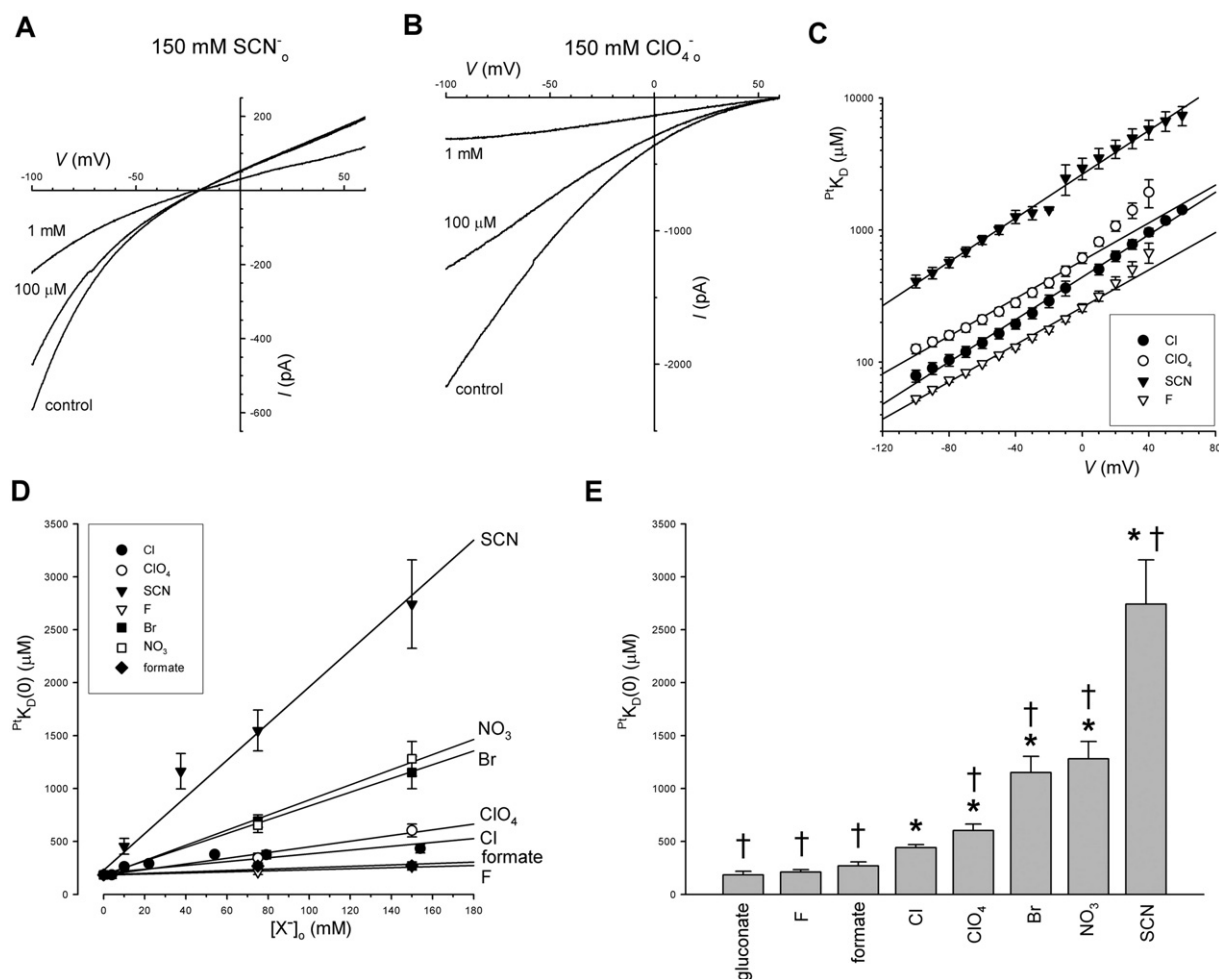 A
150 mM SCN⁻ₒ
V (mV)
-100
-50
50
200
-200
-400
-600
I (pA)
1 mM
100 μM
control
B
150 mM ClO₄⁻ₒ
V (mV)
-100
-50
0
50
-1000
-2000
I (pA)
1 mM
100 μM
control
C
PtK_D (μM)
10000
1000
100
-120
-80
-40
0
40
80
V (mV)
Cl
ClO₄
SCN
F
D
PtK_D(0) (μM)
3500
3000
2500
2000
1500
1000
500
0
0
20
40
60
80
100
120
140
160
180
[X⁻]ₒ (mM)
Cl
ClO₄
SCN
F
Br
NO₃
formate
SCN
NO₃
Br
ClO₄
Cl
formate
F
E
PtK_D(0) (μM)
3500
3000
2500
2000
1500
1000
500
0
†
†
†
*
†
*
†
*
†
*
* †
gluconate
F
formate
Cl
ClO₄
Br
NO₃
SCN